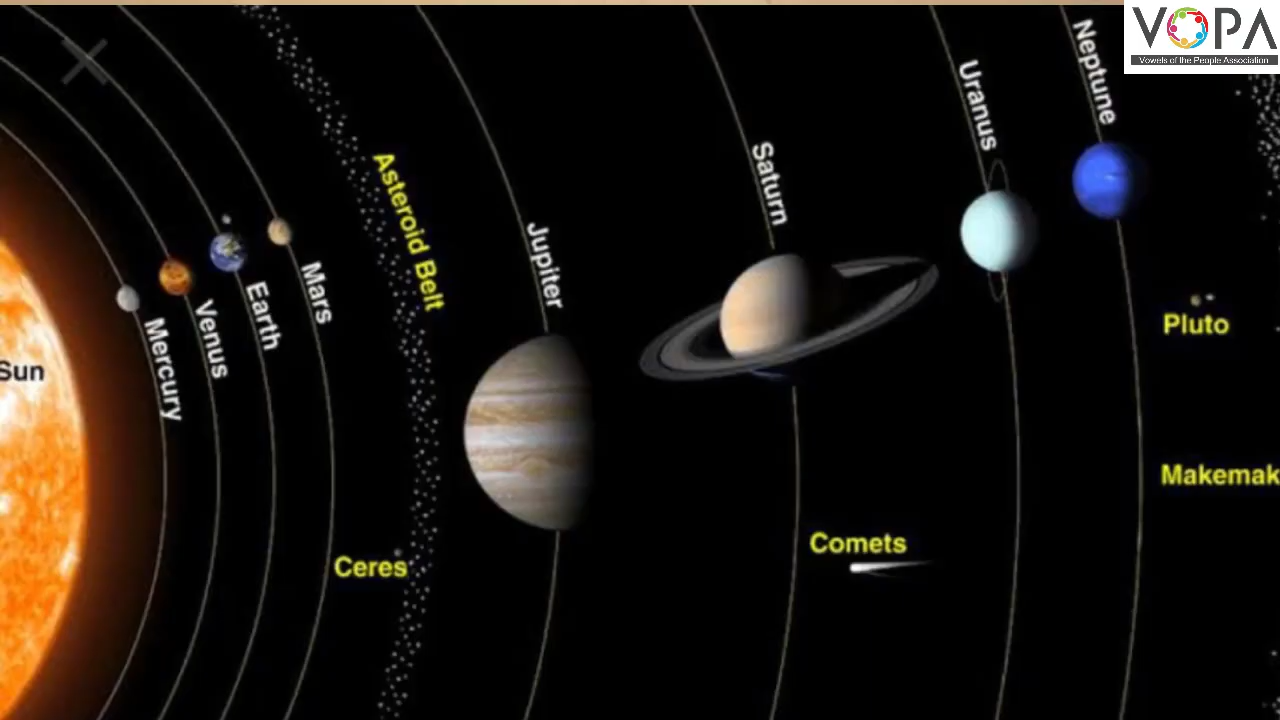 VOPA
Vowels of the People Association
Sun
Mercury
Venus
Earth
Mars
Asteroid Belt
Ceres
Jupiter
Saturn
Comets
Uranus
Neptune
Pluto
Makemak